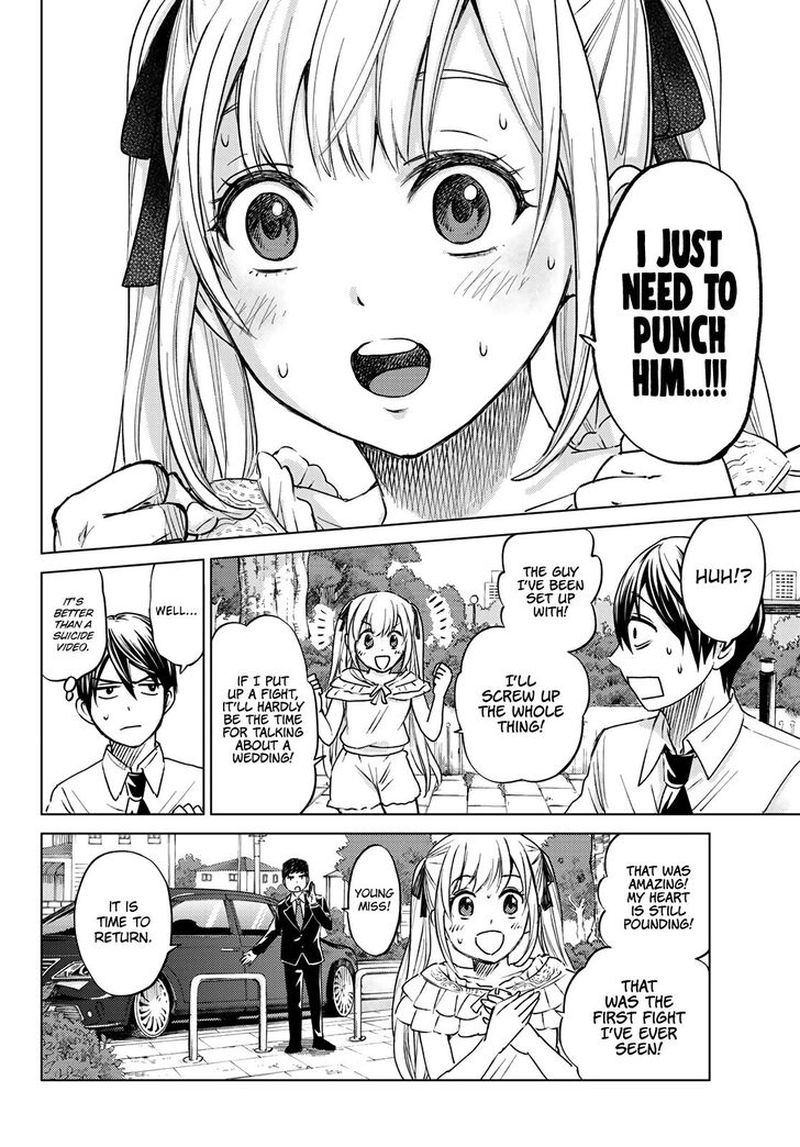 I JUST
NEED TO
PUNCH
HIM...!!!
HUH!?
THE GUY
I'VE BEEN
SET UP
WITH!
I'LL
SCREW UP
THE WHOLE
THING!
IF I PUT
UP A FIGHT,
IT'LL HARDLY
BE THE TIME
FOR TALKING
ABOUT A
WEDDING!
WELL...
IT'S
BETTER
THAN A
SUICIDE
VIDEO.
THAT WAS
AMAZING!
MY HEART
IS STILL
POUNDING!
THAT
WAS THE
FIRST FIGHT
I'VE EVER
SEEN!
YOUNG
MISS!
IT IS
TIME TO
RETURN.